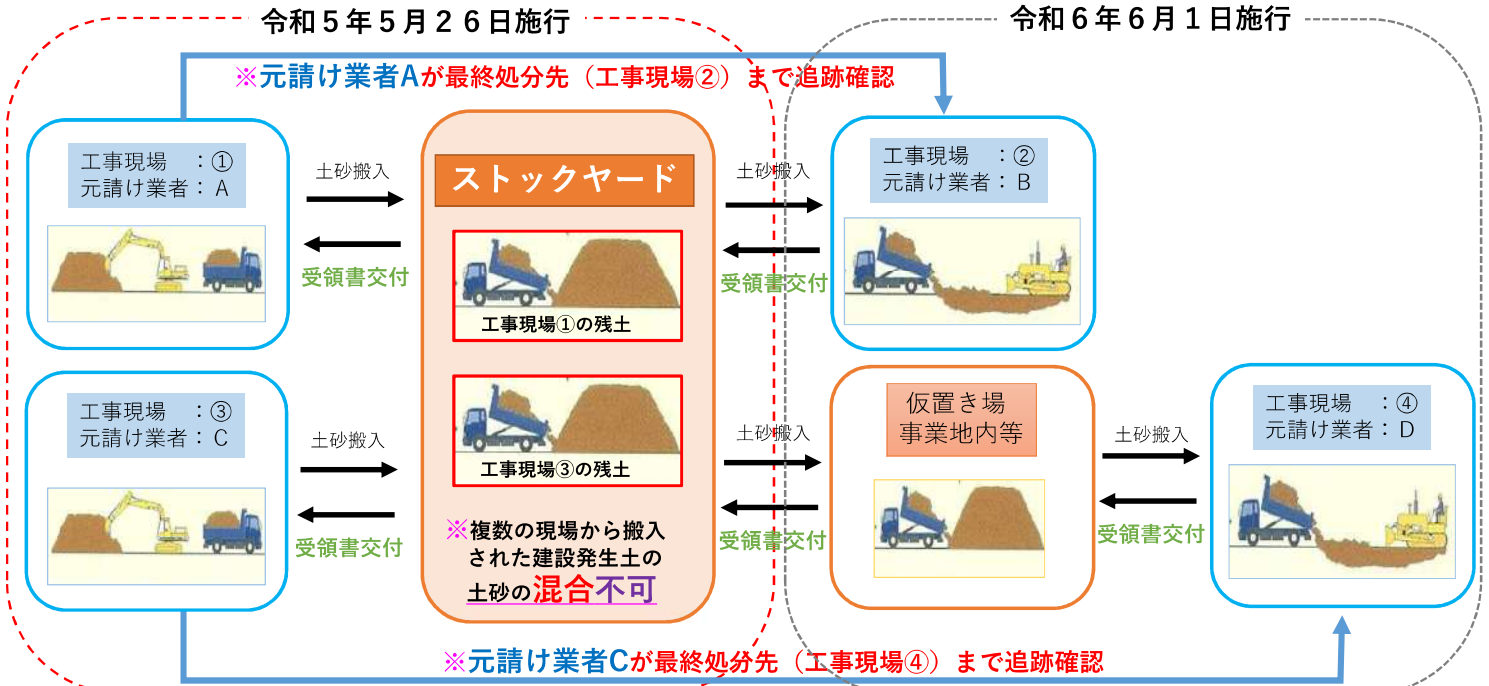 令和５年５月２６日施行
令和６年６月１日施行
※元請け業者Aが最終処分先（工事現場②）まで追跡確認
工事現場　：①
元請け業者：Ａ
土砂搬入
受領書交付
ストックヤード
工事現場①の残土
土砂搬入
受領書交付
工事現場　：②
元請け業者：Ｂ
工事現場　：③
元請け業者：Ｃ
土砂搬入
受領書交付
工事現場③の残土
※複数の現場から搬入
された建設発生土の
土砂の混合不可
土砂搬入
受領書交付
仮置き場
事業地内等
土砂搬入
受領書交付
工事現場　：④
元請け業者：Ｄ
※元請け業者Cが最終処分先（工事現場④）まで追跡確認